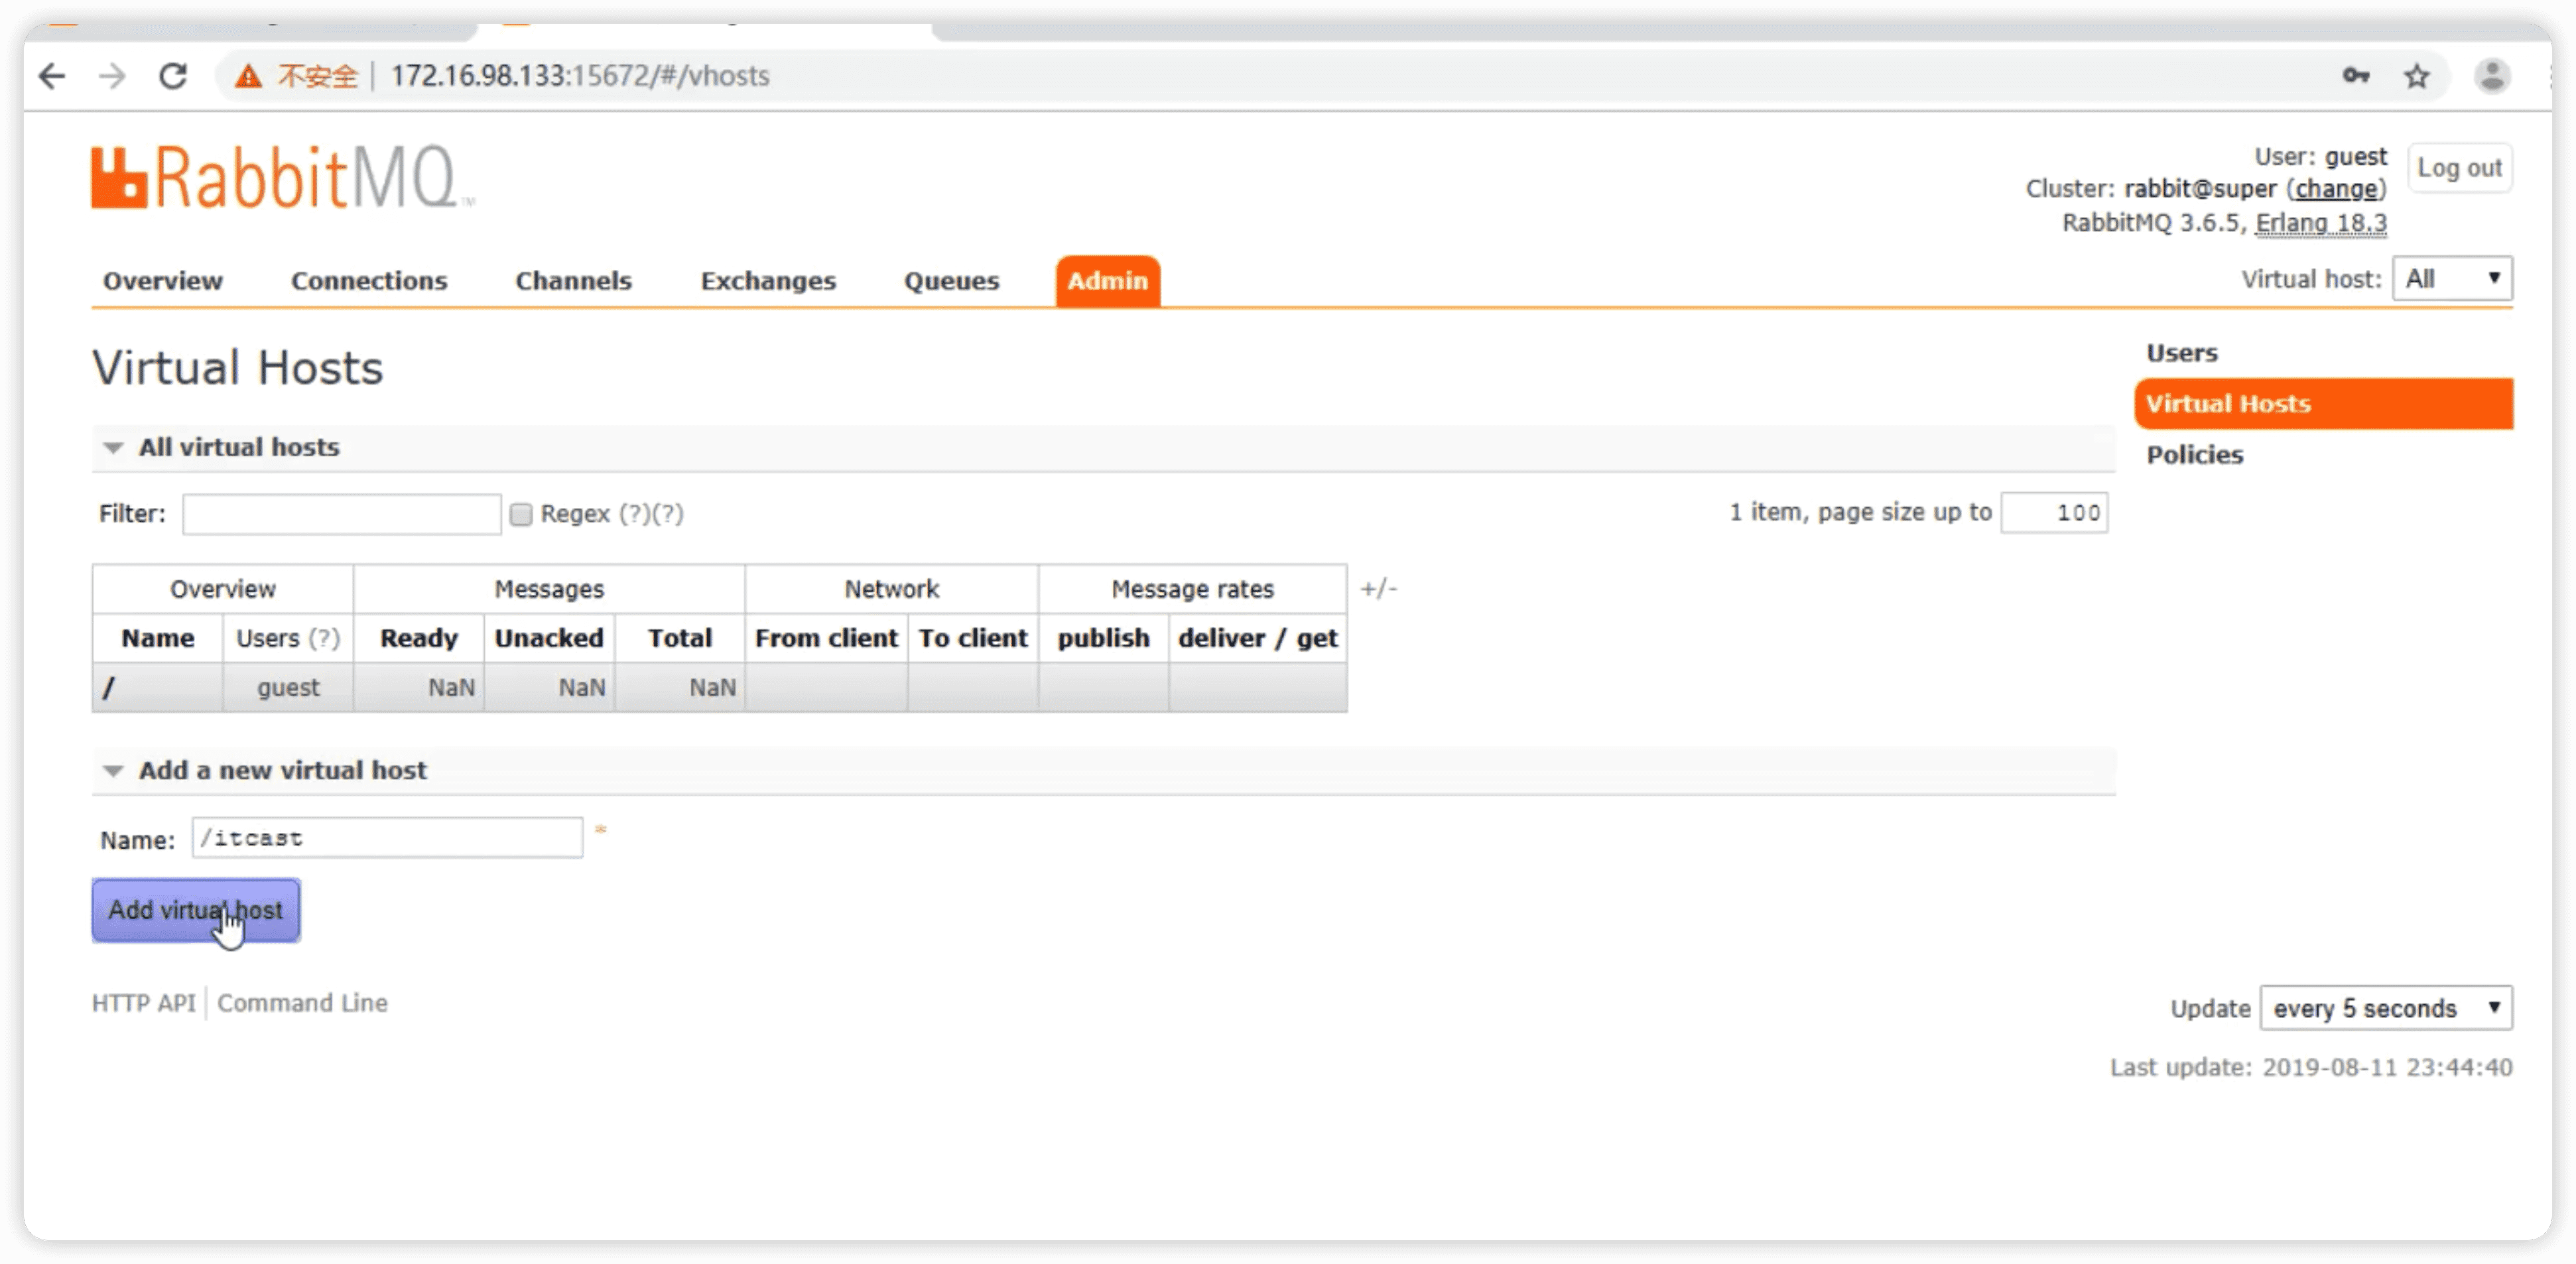 不安全 172.16.98.133:15672/#/vhosts
RabbitMQ TM
User: guest
Log out
Cluster: rabbit@super (change)
RabbitMQ 3.6.5, Erlang 18.3
Overview Connections Channels Exchanges Queues Admin
Virtual host: All
Virtual Hosts
Users
Virtual Hosts
Policies
All virtual hosts
Filter: Regex (?)(?)
1 item, page size up to 100
Overview Messages Network Message rates +/-
Name Users (?) Ready Unacked Total From client To client publish deliver / get
/ guest NaN NaN NaN
Add a new virtual host
Name: /itcast *
Add virtual host
HTTP API Command Line
Update every 5 seconds
Last update: 2019-08-11 23:44:40